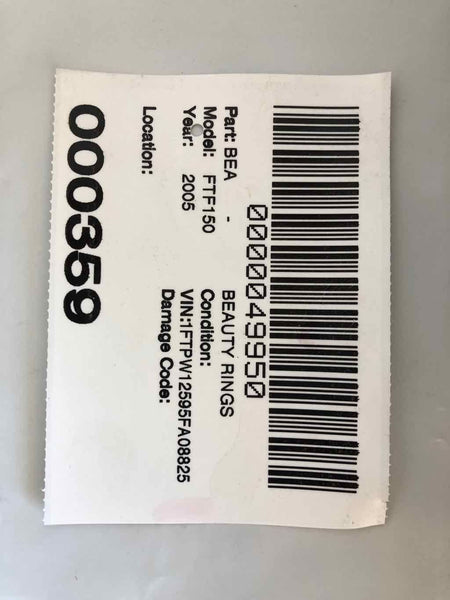 0000049950
Part: BEA - BEAUTY RINGS
Model: FTF150 Condition:
Year: 2005 VIN:1FTPW12595FA08825
Damage Code:
Location:
000359